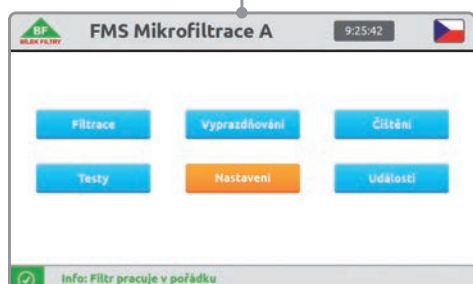 BF
BÍLEK FILTRY
FMS Mikrofiltrace A
9:25:42
Filtrace
Vyprazdňování
Čištění
Testy
Nastavení
Události
Info: Filtr pracuje v pořádku